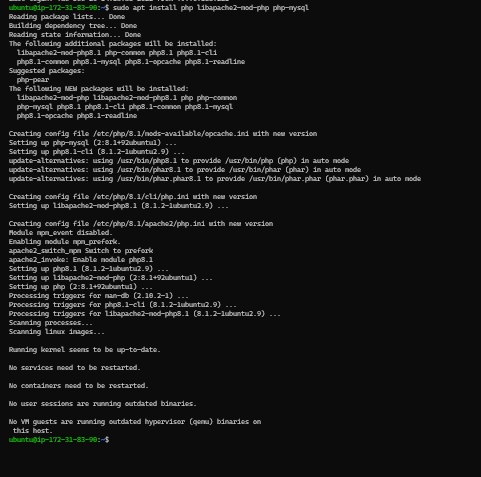 ubuntu@ip-172-31-83-90:~$ sudo apt install php libapache2-mod-php php-mysql
Reading package lists... Done
Building dependency tree... Done
Reading state information... Done
The following additional packages will be installed:
  libapache2-mod-php8.1 php-common php8.1 php8.1-cli
  php8.1-common php8.1-mysql php8.1-opcache php8.1-readline
Suggested packages:
  php-pear
The following NEW packages will be installed:
  libapache2-mod-php libapache2-mod-php8.1 php php-common
  php-mysql php8.1 php8.1-cli php8.1-common php8.1-mysql
  php8.1-opcache php8.1-readline
Creating config file /etc/php/8.1/mods-available/opcache.ini with new version
Setting up php-mysql (2:8.1+92ubuntu1) ...
Setting up php8.1-cli (8.1.2-1ubuntu2.9) ...
update-alternatives: using /usr/bin/php8.1 to provide /usr/bin/php (php) in auto mode
update-alternatives: using /usr/bin/phar8.1 to provide /usr/bin/phar (phar) in auto mode
update-alternatives: using /usr/bin/phar.phar8.1 to provide /usr/bin/phar.phar (phar.phar) in auto mode
Creating config file /etc/php/8.1/cli/php.ini with new version
Setting up libapache2-mod-php8.1 (8.1.2-1ubuntu2.9) ...
Creating config file /etc/php/8.1/apache2/php.ini with new version
Module mpm_event disabled.
Enabling module mpm_prefork.
apache2_switch_mpm Switch to prefork
apache2_invoke: Enable module php8.1
Setting up php8.1 (8.1.2-1ubuntu2.9) ...
Setting up libapache2-mod-php (2:8.1+92ubuntu1) ...
Setting up php (2:8.1+92ubuntu1) ...
Processing triggers for man-db (2.10.2-1) ...
Processing triggers for php8.1-cli (8.1.2-1ubuntu2.9) ...
Processing triggers for libapache2-mod-php8.1 (8.1.2-1ubuntu2.9) ...
Scanning processes...
Scanning linux images...
Running kernel seems to be up-to-date.
No services need to be restarted.
No containers need to be restarted.
No user sessions are running outdated binaries.
No VM guests are running outdated hypervisor (qemu) binaries on
 this host.
ubuntu@ip-172-31-83-90:~$